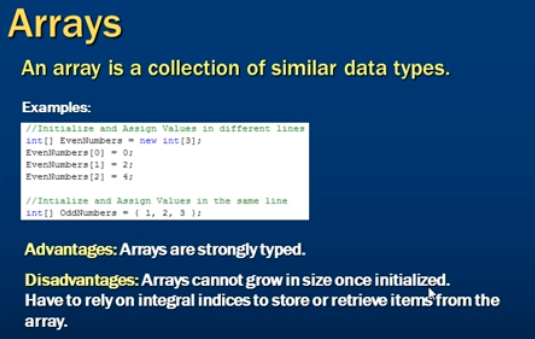 Arrays
An array is a collection of similar data types.
Examples:
//Initialize and Assign Values in different lines
int[] EvenNumbers = new int[3];
EvenNumbers[0] = 0;
EvenNumbers[1] = 2;
EvenNumbers[2] = 4;
//Intialize and Assign Values in the same line
int[] OddNumbers = { 1, 2, 3 };
Advantages: Arrays are strongly typed.
Disadvantages: Arrays cannot grow in size once initialized.
Have to rely on integral indices to store or retrieve items from the
array.